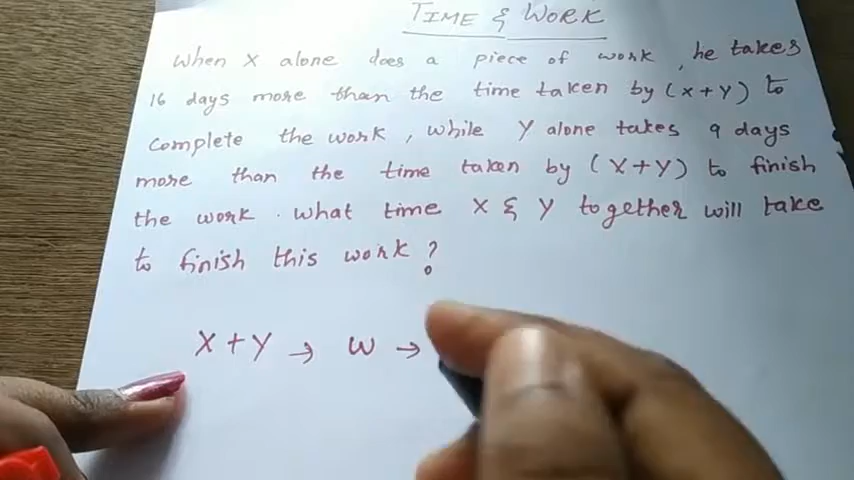 TIME & WORK
When X alone does a piece of work, he takes
16 days more than the time taken by (X+Y) to
complete the work, while Y alone takes 9 days
more than the time taken by (X+Y) to finish
the work. What time X & Y together will take
to finish this work?
X+Y → W →